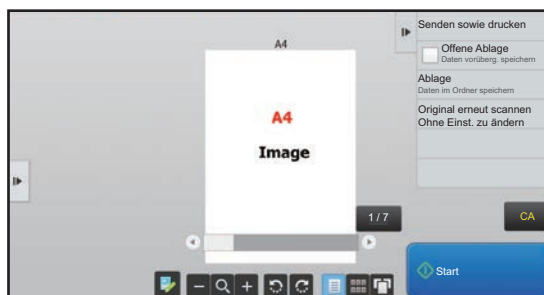 A4
A4
Image
1 / 7
Senden sowie drucken
Offene Ablage
Daten vorüberg. speichern
Ablage
Daten im Ordner speichern
Original erneut scannen
Ohne Einst. zu ändern
CA
Start